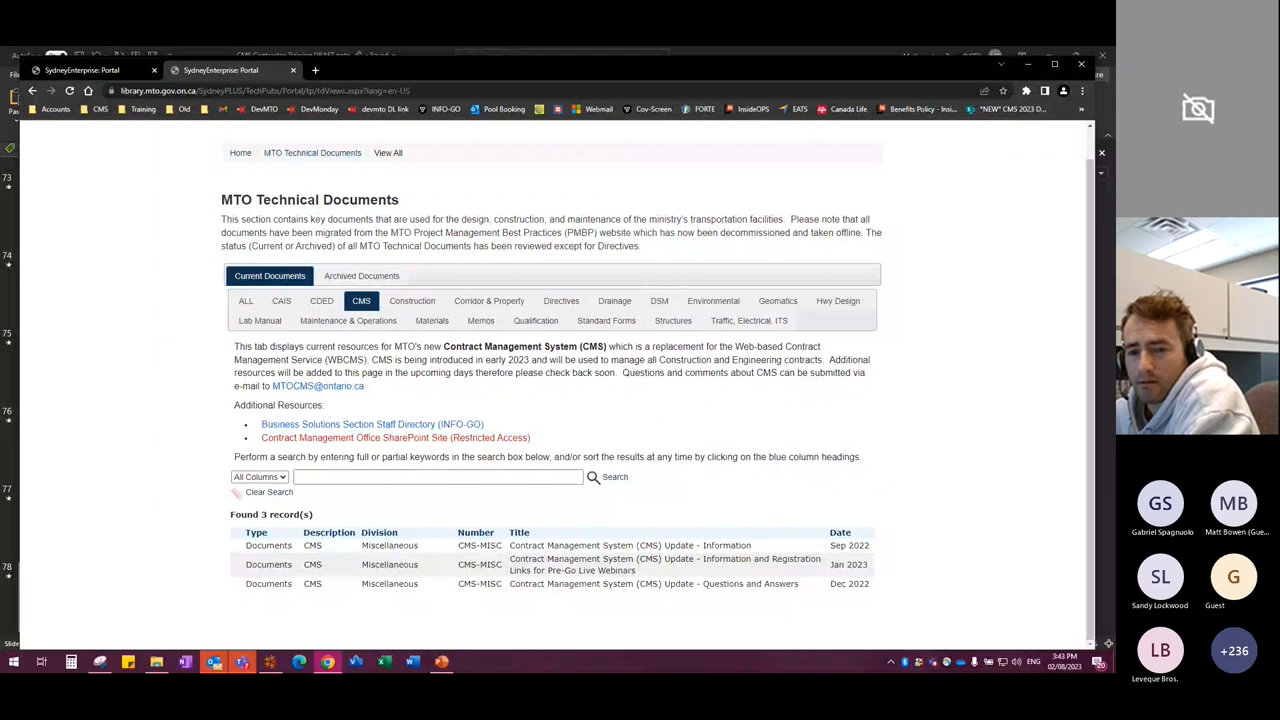 SydneyEnterprise: Portal
SydneyEnterprise: Portal
library.mto.gov.on.ca/SydneyPLUS/TechPubs/Portal/tp/tdViews.aspx?lang=en-US
Accounts CMS Training Old DevMTO DevMonday devmto DL link INFO-GO Pool Booking Webmail Cov-Screen FORTE InsideOPS EATS Canada Life Benefits Policy - Insi... *NEW* CMS 2023 D...
Home MTO Technical Documents View All
MTO Technical Documents
This section contains key documents that are used for the design, construction, and maintenance of the ministry's transportation facilities. Please note that all
documents have been migrated from the MTO Project Management Best Practices (PMBP) website which has now been decommissioned and taken offline. The
status (Current or Archived) of all MTO Technical Documents has been reviewed except for Directives.
Current Documents Archived Documents
ALL CAIS CDED CMS Construction Corridor & Property Directives Drainage DSM Environmental Geomatics Hwy Design
Lab Manual Maintenance & Operations Materials Memos Qualification Standard Forms Structures Traffic, Electrical, ITS
This tab displays current resources for MTO's new Contract Management System (CMS) which is a replacement for the Web-based Contract
Management Service (WBCMS). CMS is being introduced in early 2023 and will be used to manage all Construction and Engineering contracts. Additional
resources will be added to this page in the upcoming days therefore please check back soon. Questions and comments about CMS can be submitted via
e-mail to MTOCMS@ontario.ca
Additional Resources:
• Business Solutions Section Staff Directory (INFO-GO)
• Contract Management Office SharePoint Site (Restricted Access)
Perform a search by entering full or partial keywords in the search box below, and/or sort the results at any time by clicking on the blue column headings.
All Columns Search
Clear Search
Found 3 record(s)
Type Description Division Number Title Date
Documents CMS Miscellaneous CMS-MISC Contract Management System (CMS) Update - Information Sep 2022
Documents CMS Miscellaneous CMS-MISC Contract Management System (CMS) Update - Information and Registration
Links for Pre-Go Live Webinars Jan 2023
Documents CMS Miscellaneous CMS-MISC Contract Management System (CMS) Update - Questions and Answers Dec 2022
73
74
75
76
77
78
ENG
3:43 PM
02/08/2023
20
GS MB
Gabriel Spagnuolo Matt Bowen (Gue...
SL G
Sandy Lockwood Guest
LB +236
Leveque Bros.